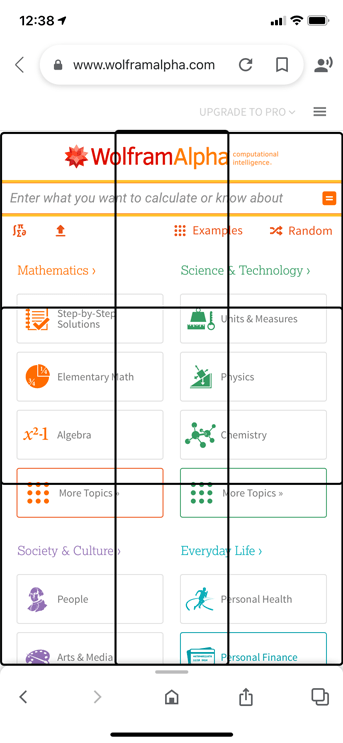 12:38
www.wolframalpha.com
UPGRADE TO PRO
WolframAlpha computational intelligence.
Enter what you want to calculate or know about
Examples Random
Mathematics › Science & Technology ›
Step-by-Step Solutions
Units & Measures
Elementary Math
Physics
x²-1 Algebra
Chemistry
More Topics »
More Topics »
Society & Culture › Everyday Life ›
People
Personal Health
Arts & Media
Personal Finance